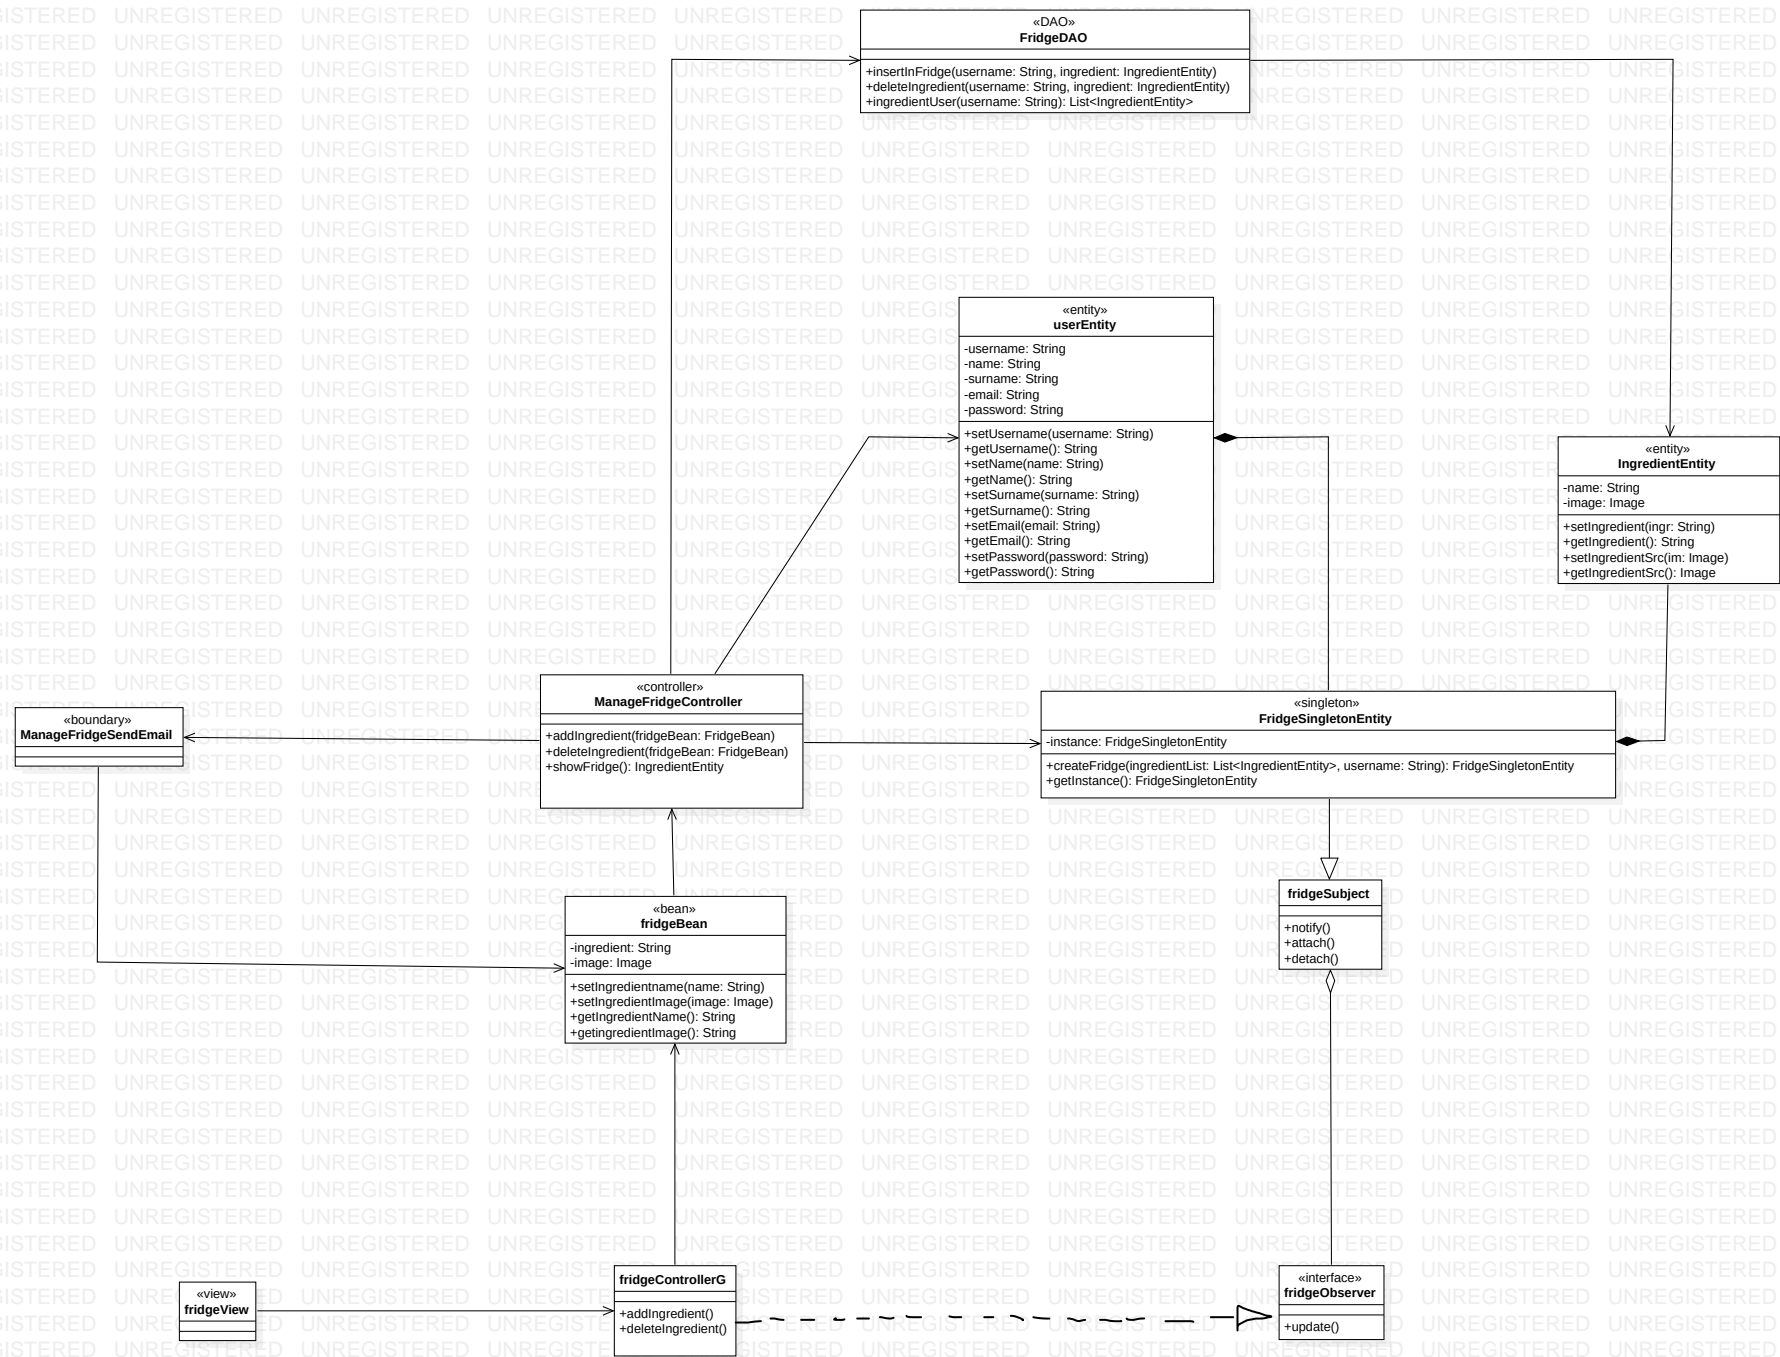 «DAO»
FridgeDAO
+insertInFridge(username: String, ingredient: IngredientEntity)
+deleteIngredient(username: String, ingredient: IngredientEntity)
+ingredientUser(username: String): List<IngredientEntity>
«entity»
userEntity
-username: String
-name: String
-surname: String
-email: String
-password: String
+setUsername(username: String)
+getUsername(): String
+setName(name: String)
+getName(): String
+setSurname(surname: String)
+getSurname(): String
+setEmail(email: String)
+getEmail(): String
+setPassword(password: String)
+getPassword(): String
«entity»
IngredientEntity
-name: String
-image: Image
+setIngredient(ingr: String)
+getIngredient(): String
+setIngredientSrc(im: Image)
+getIngredientSrc(): Image
«boundary»
ManageFridgeSendEmail
«controller»
ManageFridgeController
+addIngredient(fridgeBean: FridgeBean)
+deleteIngredient(fridgeBean: FridgeBean)
+showFridge(): IngredientEntity
«singleton»
FridgeSingletonEntity
-instance: FridgeSingletonEntity
+createFridge(ingredientList: List<IngredientEntity>, username: String): FridgeSingletonEntity
+getInstance(): FridgeSingletonEntity
«bean»
fridgeBean
-ingredient: String
-image: Image
+setIngredientname(name: String)
+setIngredientImage(image: Image)
+getIngredientName(): String
+getingredientImage(): String
fridgeSubject
+notify()
+attach()
+detach()
«view»
fridgeView
fridgeControllerG
+addIngredient()
+deleteIngredient()
«interface»
fridgeObserver
+update()
UNREGISTERED